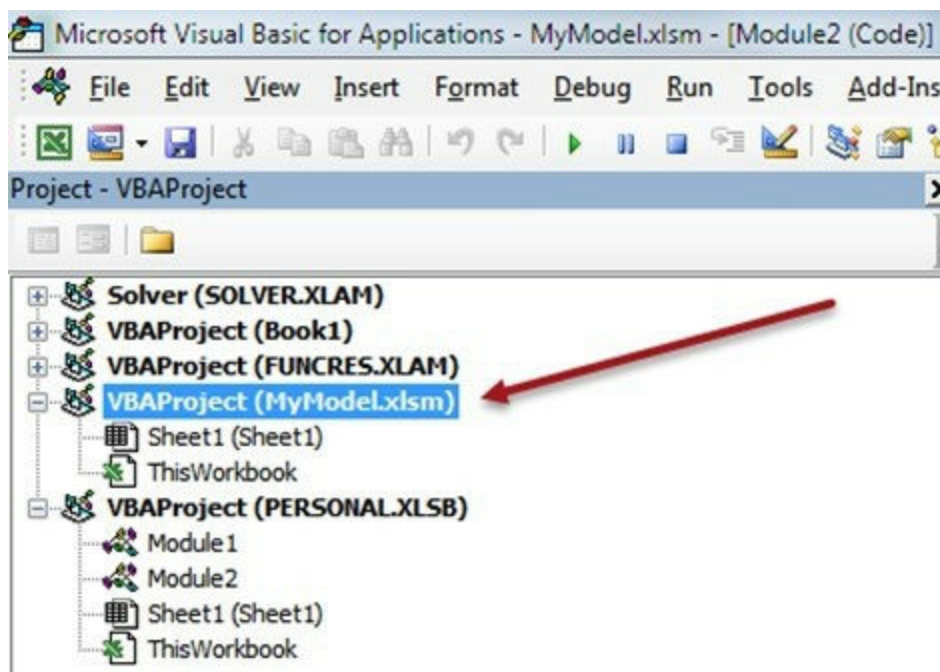 Microsoft Visual Basic for Applications - MyModel.xlsm - [Module2 (Code)]
File Edit View Insert Format Debug Run Tools Add-Ins
Project - VBAProject
Solver (SOLVER.XLAM)
VBAProject (Book1)
VBAProject (FUNCRES.XLAM)
VBAProject (MyModel.xlsm)
Sheet1 (Sheet1)
ThisWorkbook
VBAProject (PERSONAL.XLSB)
Module1
Module2
Sheet1 (Sheet1)
ThisWorkbook